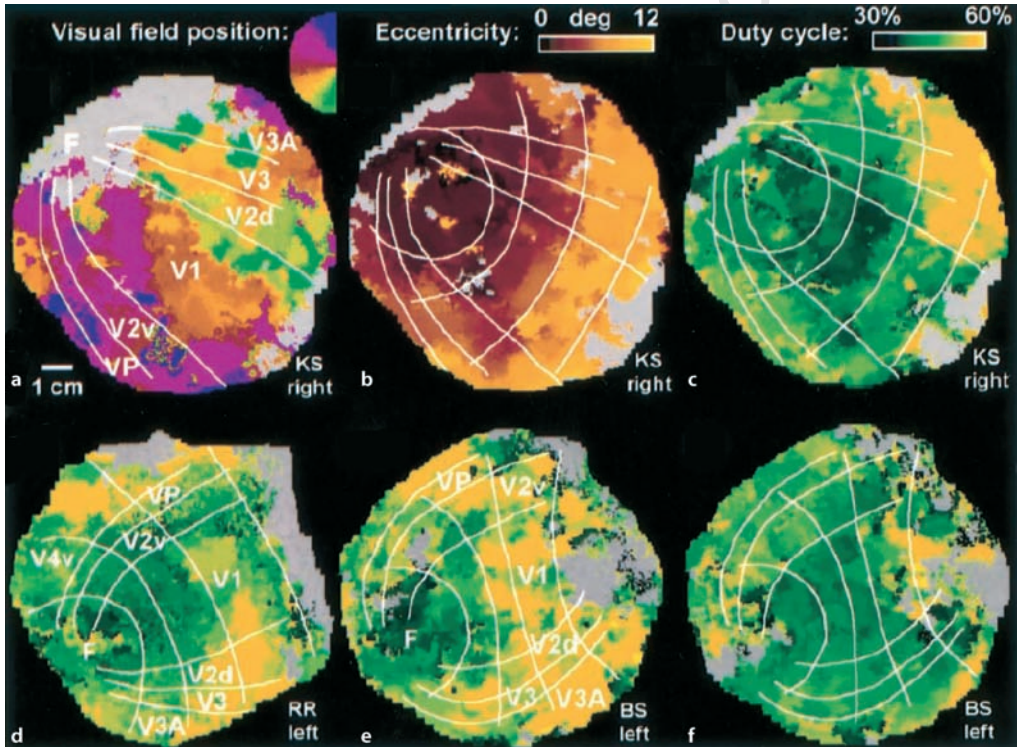 Visual field position:
Eccentricity: 0 deg 12
Duty cycle: 30% 60%
F
V3A
V3
V2d
V1
V2v
VP
a 1 cm
KS
right
b
KS
right
c
KS
right
VP
V2v
V4v
V1
F
V2d
V3
V3A
d
RR
left
VP
V2v
V1
F
V2d
V3 V3A
e
BS
left
f
BS
left